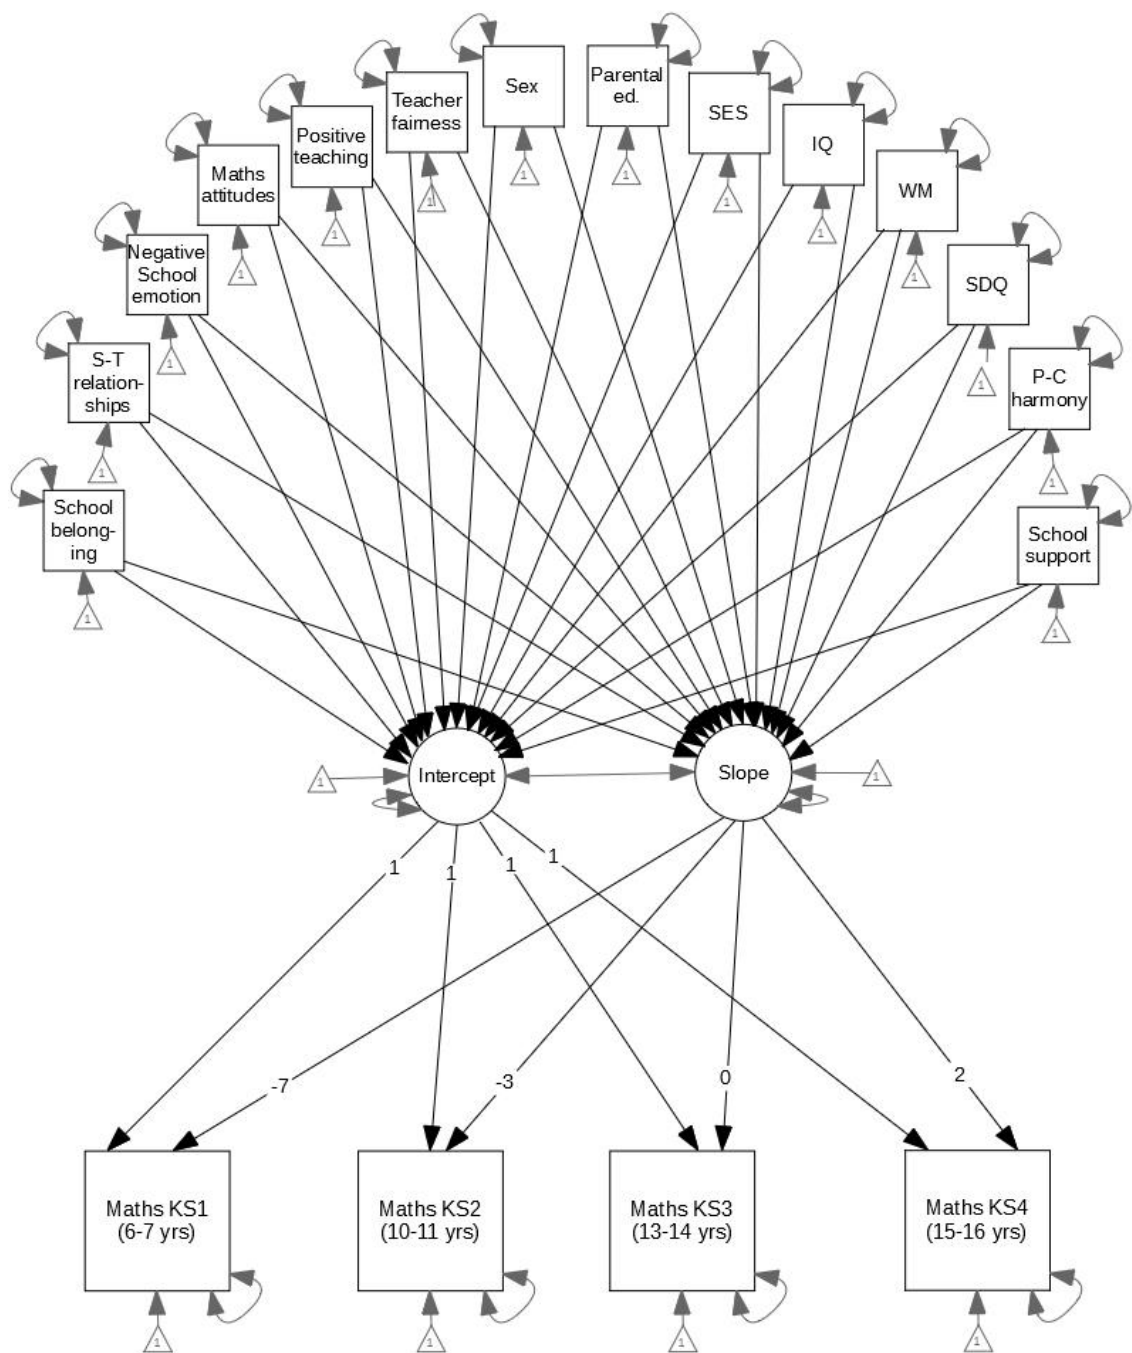 Sex
Parental
ed.
Teacher
fairness
SES
Positive
teaching
IQ
Maths
attitudes
WM
Negative
School
emotion
SDQ
S-T
relation-
ships
P-C
harmony
School
belong-
ing
School
support
1
1
1
1
1
1
1
1
1
1
1
1
1
1
Intercept
Slope
1
1
1
1
1
1
-7
-3
0
2
Maths KS1
(6-7 yrs)
Maths KS2
(10-11 yrs)
Maths KS3
(13-14 yrs)
Maths KS4
(15-16 yrs)
1
1
1
1